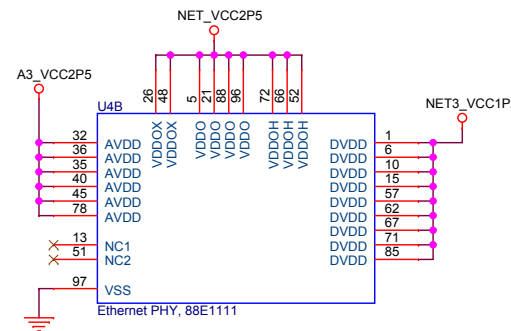 NET_VCC2P5
A3_VCC2P5
NET3_VCC1P
U4B
26 48 5 21 88 96 72 66 52
VDDOX VDDOX VDDO VDDO VDDO VDDO VDDOH VDDOH VDDOH
32 AVDD DVDD 1
36 AVDD DVDD 6
35 AVDD DVDD 10
40 AVDD DVDD 15
45 AVDD DVDD 57
78 AVDD DVDD 62
DVDD 67
13 NC1 DVDD 71
51 NC2 DVDD 85
97 VSS
Ethernet PHY, 88E1111